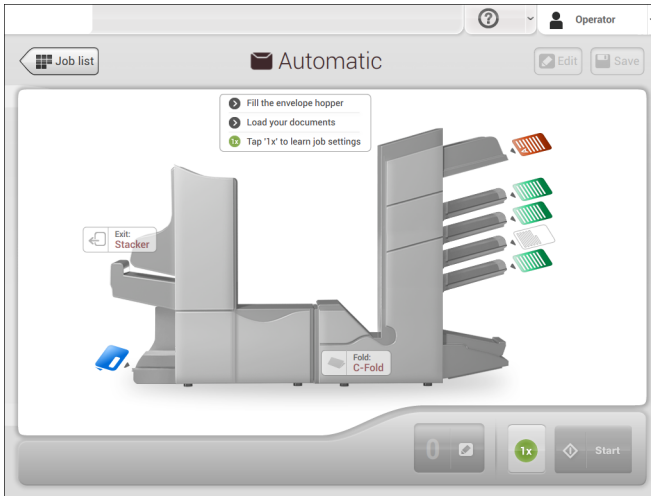 ?
Operator
Job list
Automatic
Edit
Save
Fill the envelope hopper
Load your documents
1x Tap '1x' to learn job settings
Exit:
Stacker
Fold:
C-Fold
0
1x
Start